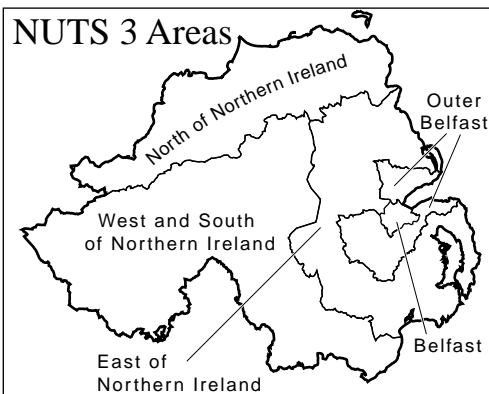 NUTS 3 Areas
North of Northern Ireland
Outer
Belfast
West and South
of Northern Ireland
Belfast
East of
Northern Ireland